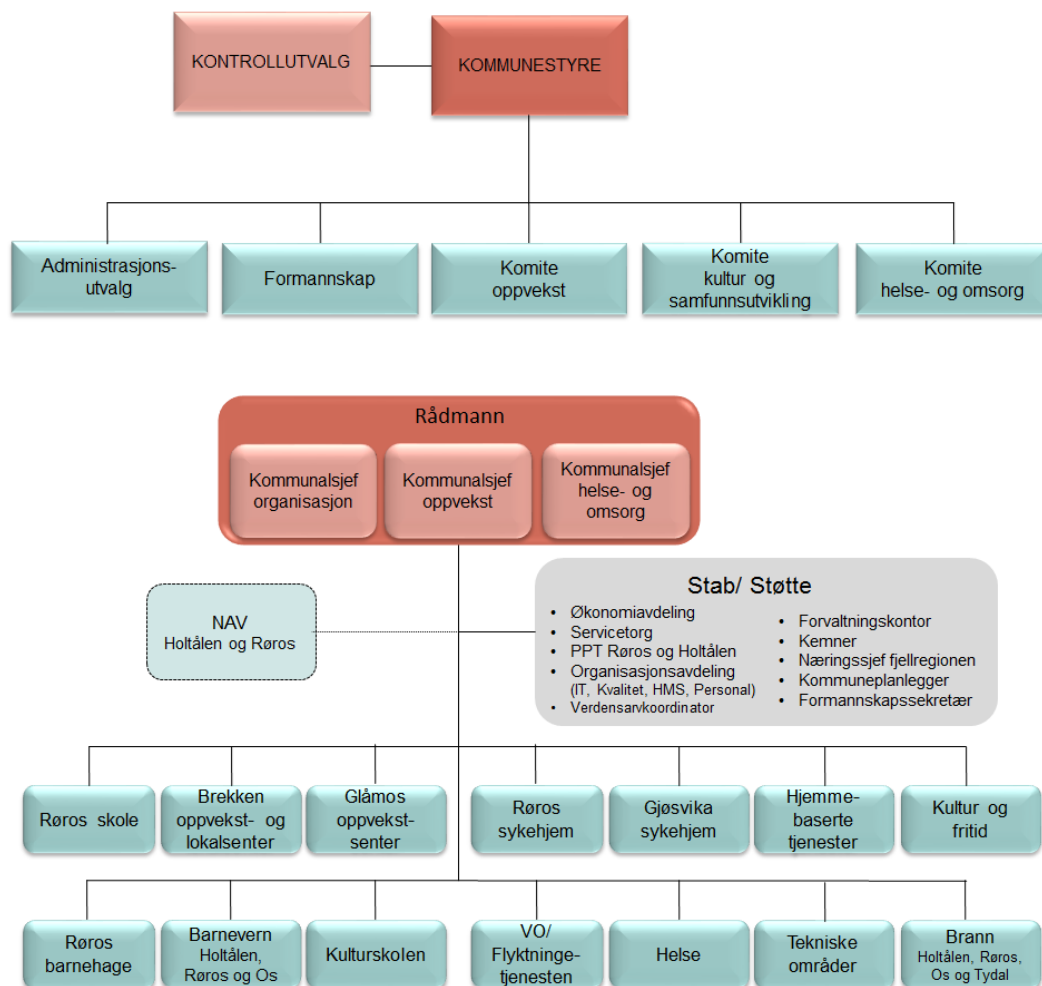 KONTROLLUTVALG
KOMMUNESTYRE
Administrasjons-
utvalg
Formannskap
Komite
oppvekst
Komite
kultur og
samfunnsutvikling
Komite
helse- og omsorg
Rådmann
Kommunalsjef
organisasjon
Kommunalsjef
oppvekst
Kommunalsjef
helse- og
omsorg
NAV
Holtålen og Røros
Stab/ Støtte
• Økonomiavdeling
• Servicetorg
• PPT Røros og Holtålen
• Organisasjonsavdeling
(IT, Kvalitet, HMS, Personal)
• Verdensarvkoordinator
• Forvaltningskontor
• Kemner
• Næringssjef fjellregionen
• Kommuneplanlegger
• Formannskapssekretær
Røros skole
Brekken
oppvekst- og
lokalsenter
Glåmos
oppvekst-
senter
Røros
sykehjem
Gjøsvika
sykehjem
Hjemme-
baserte
tjenester
Kultur og
fritid
Røros
barnehage
Barnevern
Holtålen,
Røros og Os
Kulturskolen
VO/
Flyktninge-
tjenesten
Helse
Tekniske
områder
Brann
Holtålen, Røros,
Os og Tydal